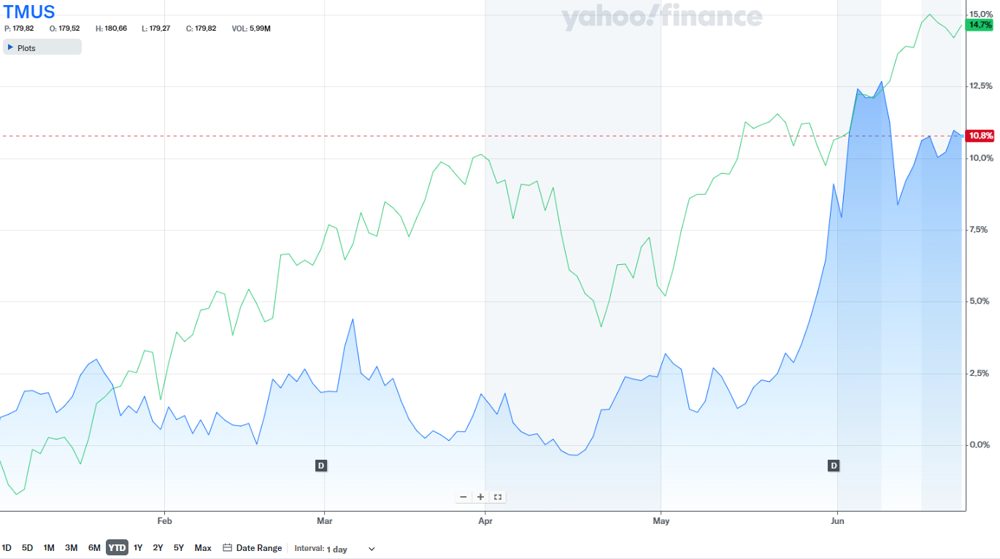 TMUS
yahoo!finance
P: 179,82 O: 179,52 H: 180,66 L: 179,27 C: 179,82 VOL: 5,99M
Plots
15.0%
14.7%
12.5%
10.8%
10.0%
7.5%
5.0%
2.5%
0.0%
D D
Feb Mar Apr May Jun
1D 5D 1M 3M 6M YTD 1Y 2Y 5Y Max Date Range Interval: 1 day